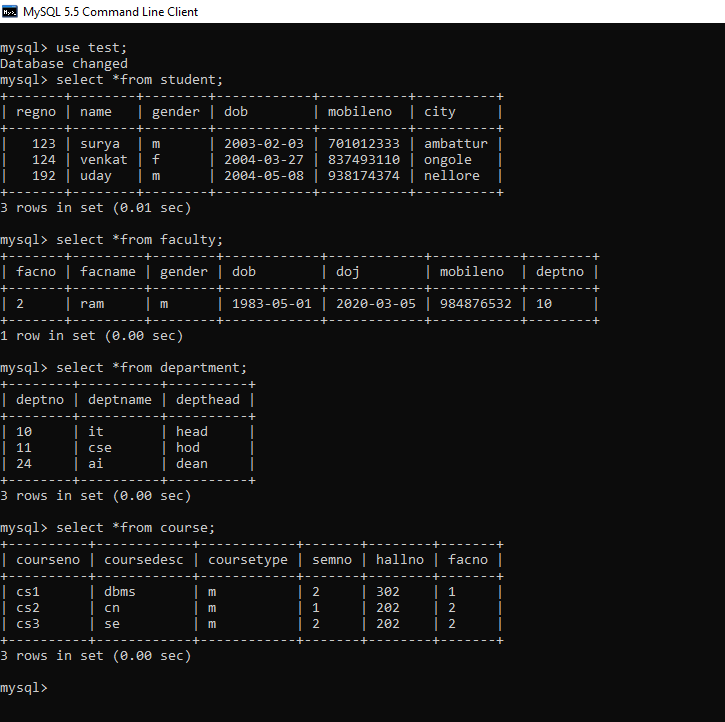 MySQL 5.5 Command Line Client
mysql> use test;
Database changed
mysql> select *from student;
+-------+--------+--------+------------+-----------+----------+
| regno | name   | gender | dob        | mobileno  | city     |
+-------+--------+--------+------------+-----------+----------+
|   123 | surya  | m      | 2003-02-03 | 701012333 | ambattur |
|   124 | venkat | f      | 2004-03-27 | 837493110 | ongole   |
|   192 | uday   | m      | 2004-05-08 | 938174374 | nellore  |
+-------+--------+--------+------------+-----------+----------+
3 rows in set (0.01 sec)
mysql> select *from faculty;
+-------+---------+--------+------------+------------+-----------+--------+
| facno | facname | gender | dob        | doj        | mobileno  | deptno |
+-------+---------+--------+------------+------------+-----------+--------+
| 2     | ram     | m      | 1983-05-01 | 2020-03-05 | 984876532 | 10     |
+-------+---------+--------+------------+------------+-----------+--------+
1 row in set (0.00 sec)
mysql> select *from department;
+--------+----------+----------+
| deptno | deptname | depthead |
+--------+----------+----------+
| 10     | it       | head     |
| 11     | cse      | hod      |
| 24     | ai       | dean     |
+--------+----------+----------+
3 rows in set (0.00 sec)
mysql> select *from course;
+----------+------------+------------+-------+--------+-------+
| courseno | coursedesc | coursetype | semno | hallno | facno |
+----------+------------+------------+-------+--------+-------+
| cs1      | dbms       | m          | 2     | 302    | 1     |
| cs2      | cn         | m          | 1     | 202    | 2     |
| cs3      | se         | m          | 2     | 202    | 2     |
+----------+------------+------------+-------+--------+-------+
3 rows in set (0.00 sec)
mysql>